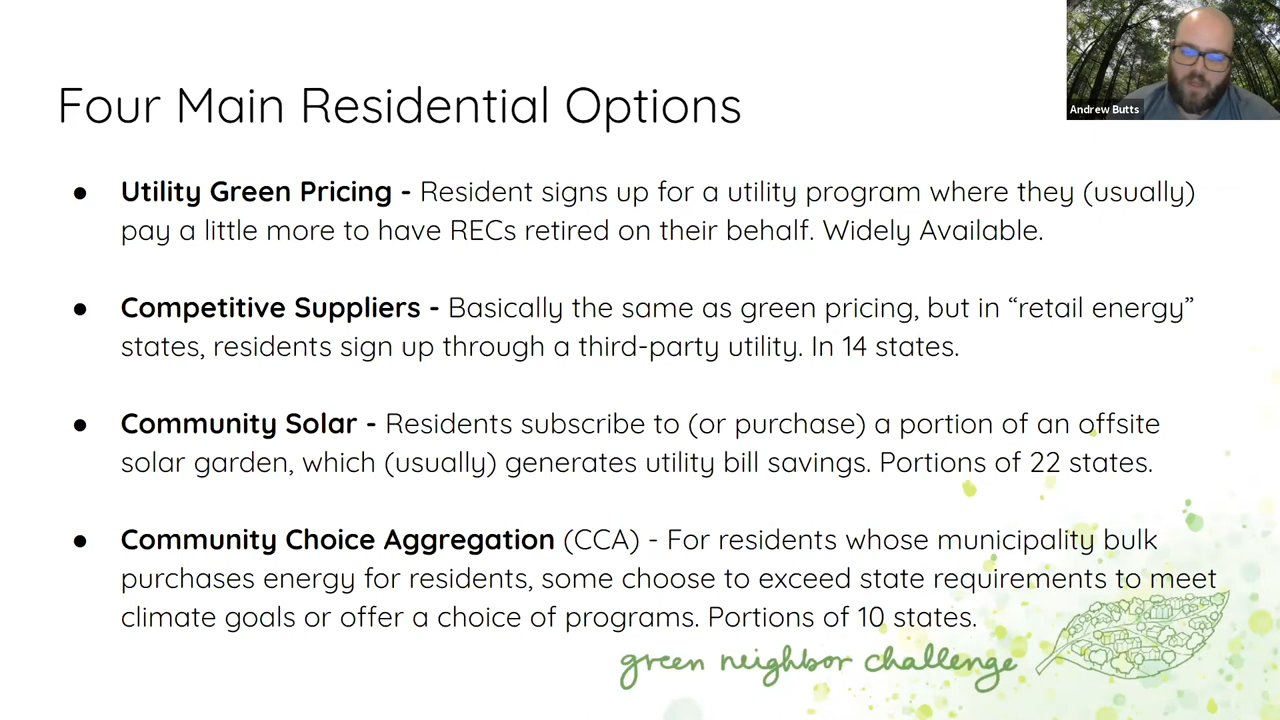 Andrew Butts
Four Main Residential Options
● Utility Green Pricing - Resident signs up for a utility program where they (usually)
pay a little more to have RECs retired on their behalf. Widely Available.
● Competitive Suppliers - Basically the same as green pricing, but in “retail energy”
states, residents sign up through a third-party utility. In 14 states.
● Community Solar - Residents subscribe to (or purchase) a portion of an offsite
solar garden, which (usually) generates utility bill savings. Portions of 22 states.
● Community Choice Aggregation (CCA) - For residents whose municipality bulk
purchases energy for residents, some choose to exceed state requirements to meet
climate goals or offer a choice of programs. Portions of 10 states.
green neighbor challenge